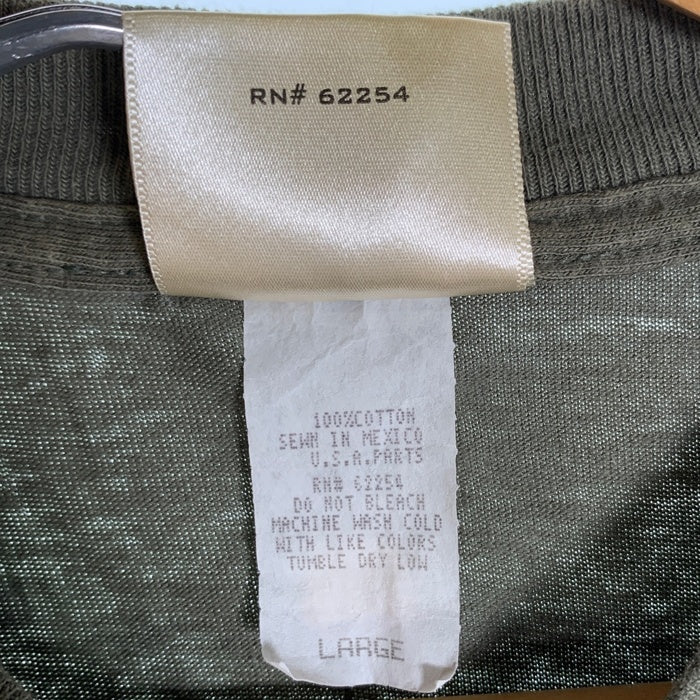 RN# 62254
100%COTTON
SEWN IN MEXICO
U.S.A.PARTS
RN# 62254
DO NOT BLEACH
MACHINE WASH COLD
WITH LIKE COLORS
TUMBLE DRY LOW
LARGE